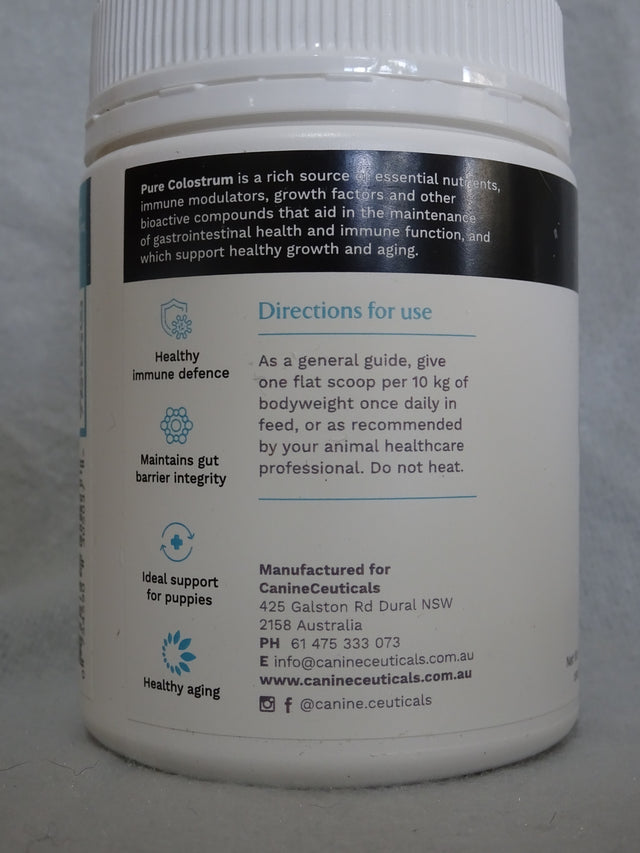 Pure Colostrum is a rich source of essential nutrients,
immune modulators, growth factors and other
bioactive compounds that aid in the maintenance
of gastrointestinal health and immune function, and
which support healthy growth and aging.
Healthy
immune defence
Maintains gut
barrier integrity
Ideal support
for puppies
Healthy aging
Directions for use
As a general guide, give
one flat scoop per 10 kg of
bodyweight once daily in
feed, or as recommended
by your animal healthcare
professional. Do not heat.
Manufactured for
CanineCeuticals
425 Galston Rd Dural NSW
2158 Australia
PH 61 475 333 073
E info@canineceuticals.com.au
www.canineceuticals.com.au
@canine.ceuticals